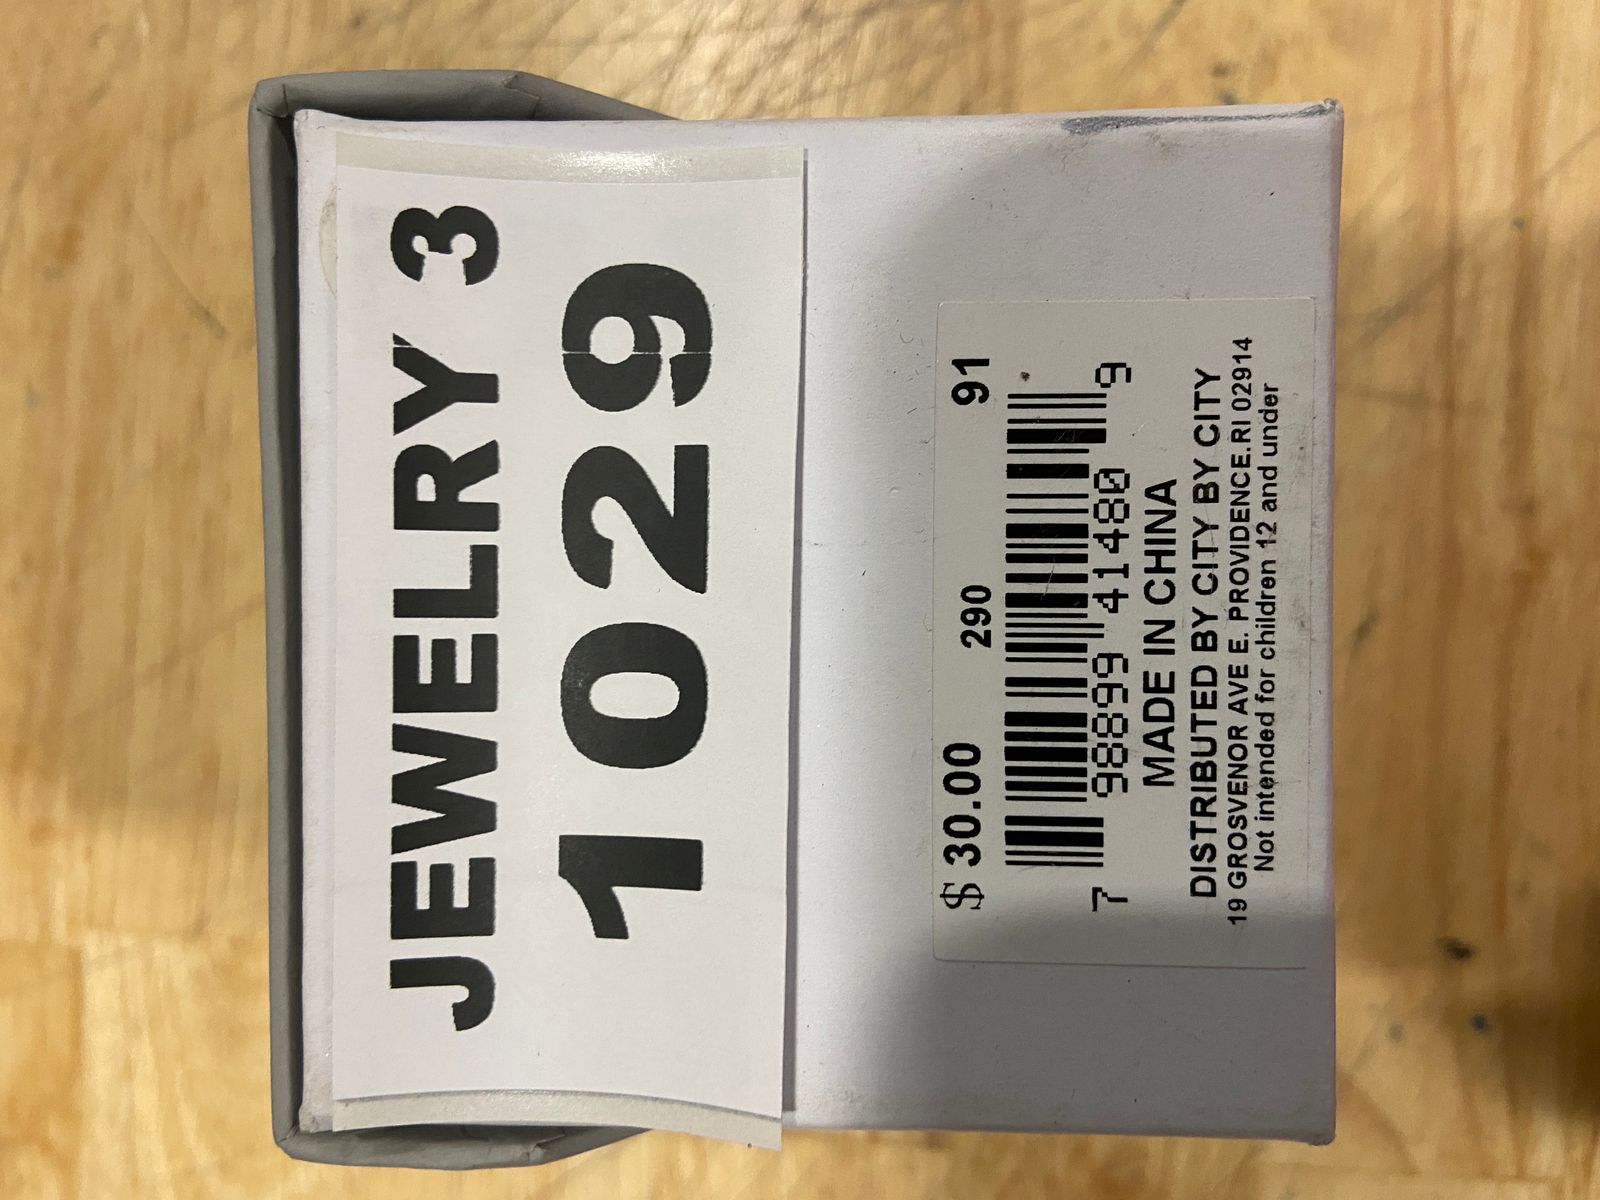 JEWELRY 3
1029
$ 30.00 290 91
7 98899 41480 9
MADE IN CHINA
DISTRIBUTED BY CITY BY CITY
19 GROSVENOR AVE E. PROVIDENCE.RI 02914
Not intended for children 12 and under